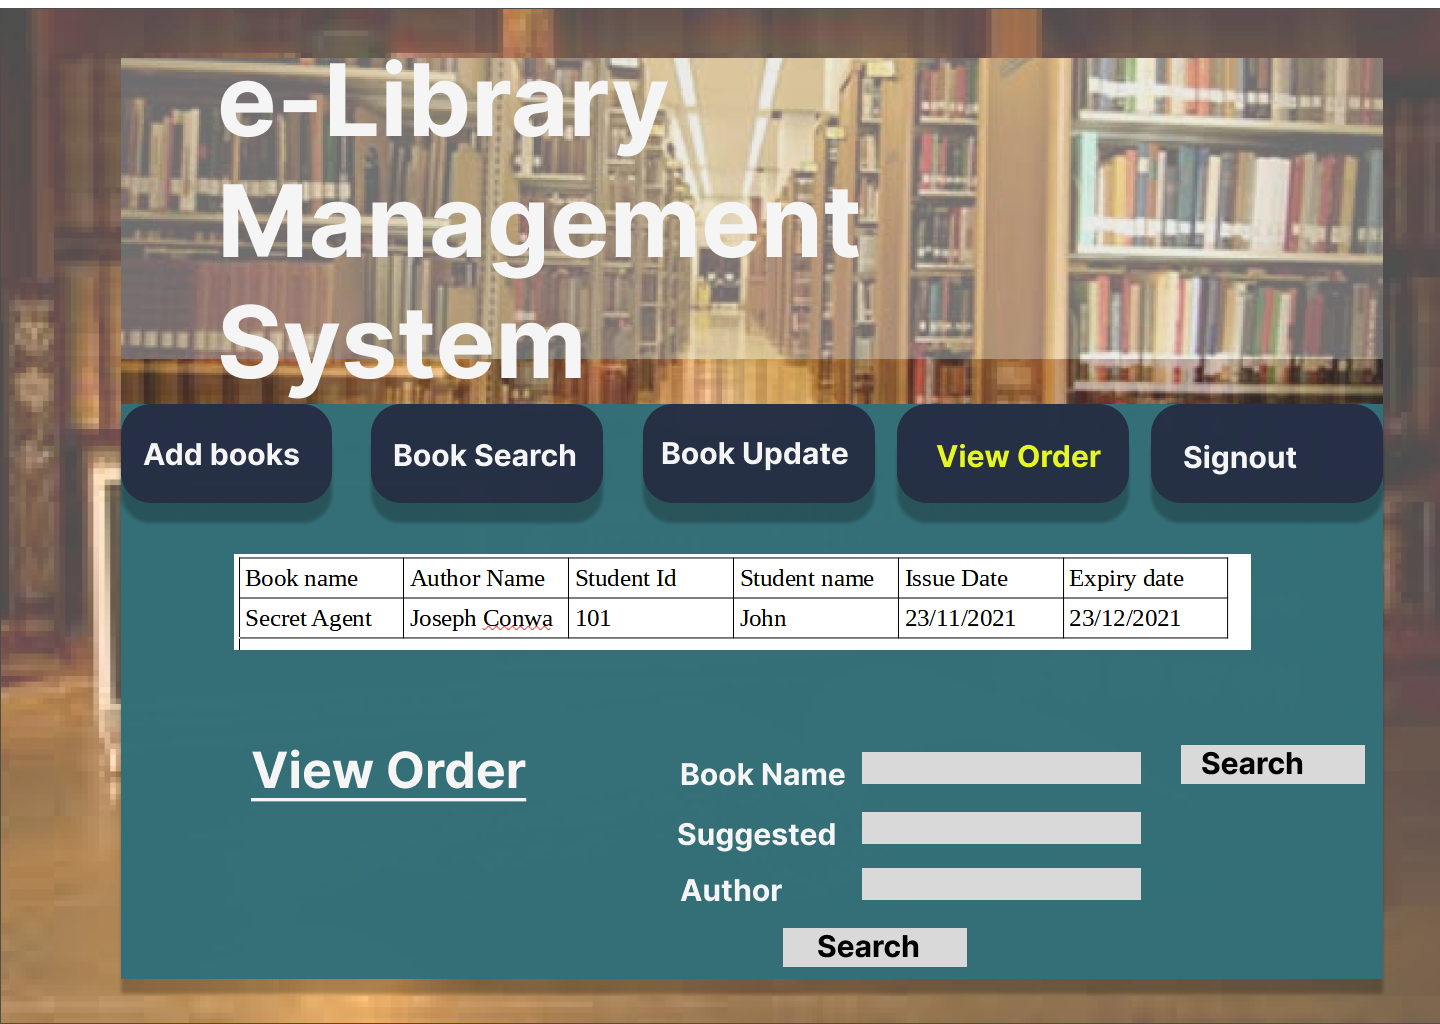 e-Library
Management
System
Add books
Book Search
Book Update
View Order
Signout
Book name Author Name Student Id Student name Issue Date Expiry date
Secret Agent Joseph Conwa 101 John 23/11/2021 23/12/2021
View Order
Book Name
Search
Suggested
Author
Search